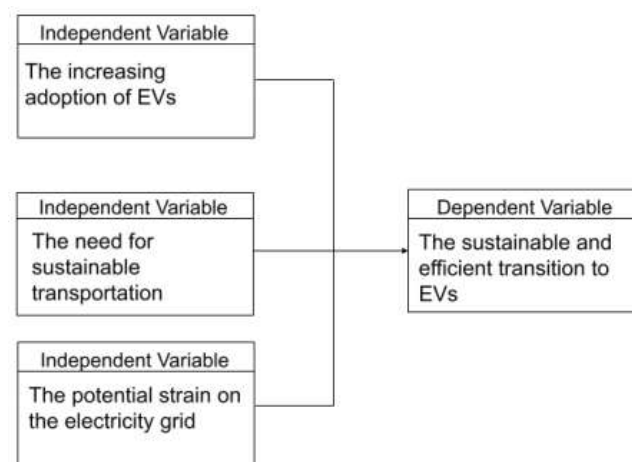 Independent Variable
The increasing
adoption of EVs
Independent Variable
The need for
sustainable
transportation
Independent Variable
The potential strain on
the electricity grid
Dependent Variable
The sustainable and
efficient transition to
EVs